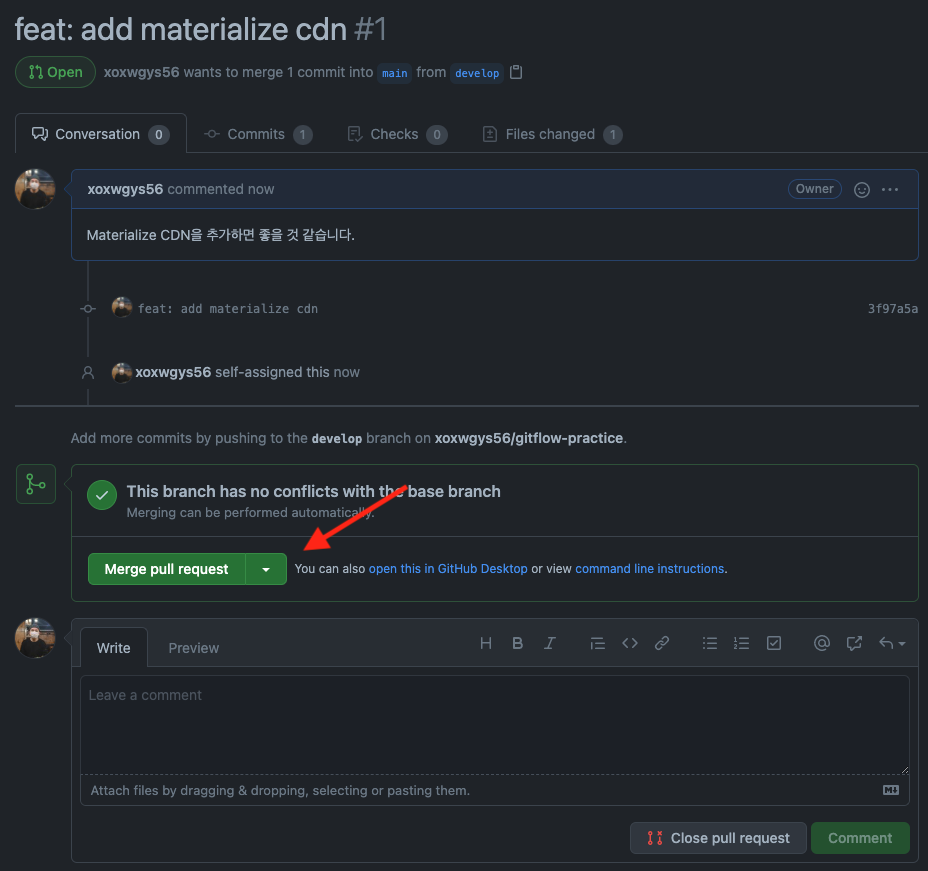 feat: add materialize cdn #1
Open xoxwgys56 wants to merge 1 commit into main from develop
Conversation 0 Commits 1 Checks 0 Files changed 1
xoxwgys56 commented now Owner
Materialize CDN을 추가하면 좋을 것 같습니다.
feat: add materialize cdn 3f97a5a
xoxwgys56 self-assigned this now
Add more commits by pushing to the develop branch on xoxwgys56/gitflow-practice.
This branch has no conflicts with the base branch
Merging can be performed automatically.
Merge pull request You can also open this in GitHub Desktop or view command line instructions.
Write Preview H B I
Leave a comment
Attach files by dragging & dropping, selecting or pasting them.
Close pull request Comment